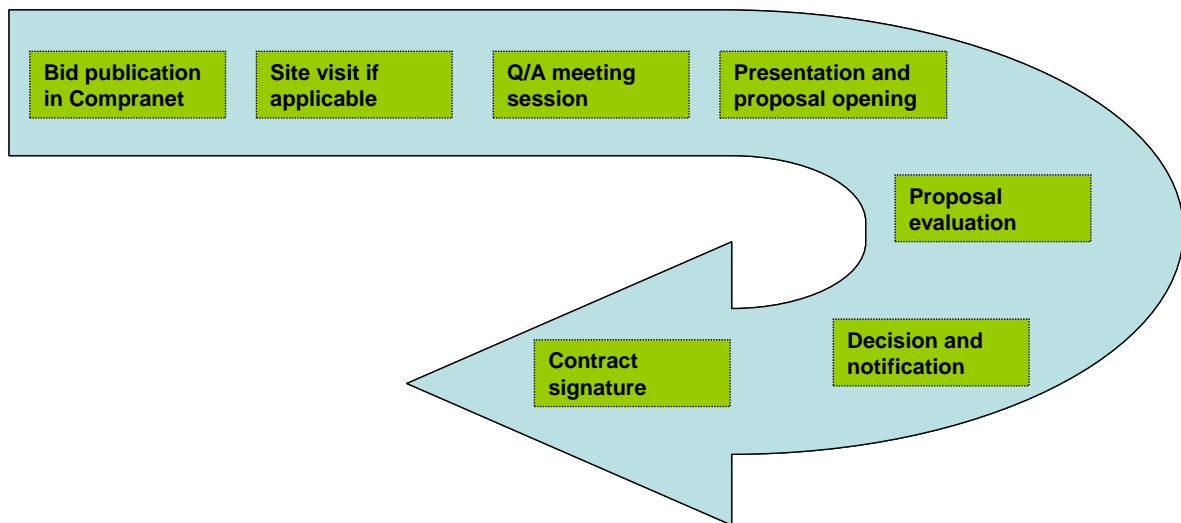 Bid publication
in Compranet
Site visit if
applicable
Q/A meeting
session
Presentation and
proposal opening
Proposal
evaluation
Decision and
notification
Contract
signature